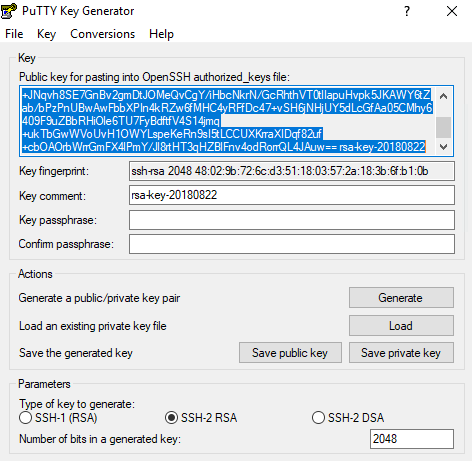 PuTTY Key Generator
File Key Conversions Help
Key
Public key for pasting into OpenSSH authorized_keys file:
+JNqvh8SE7GnBv2gmDtJOMeQvCgY/iHbcNkrN/GcRhthVT0tIlapuHvpk5JKAWY6tZ
ab/bPzPnUBwAwFbbXPln4kRZw6fMHC4yRfFDc47+vSH6jNHjUY5dLcGfAa05CMhy6
409F9uZBbRHiOle6TU7FyBdftfV4S14jmq
+ukTbGwWVoUvH1OWYLspeKeRn9sI5tLCCUXKrraXIDqf82uf
+cbOAOrbWrrGmFX4IPmY/Jl8rtHT3qHZBlFnv4odRorrQL4JAuw== rsa-key-20180822
Key fingerprint: ssh-rsa 2048 48:02:9b:72:6c:d3:51:18:03:57:2a:18:3b:6f:b1:0b
Key comment: rsa-key-20180822
Key passphrase:
Confirm passphrase:
Actions
Generate a public/private key pair Generate
Load an existing private key file Load
Save the generated key Save public key Save private key
Parameters
Type of key to generate:
SSH-1 (RSA) SSH-2 RSA SSH-2 DSA
Number of bits in a generated key: 2048